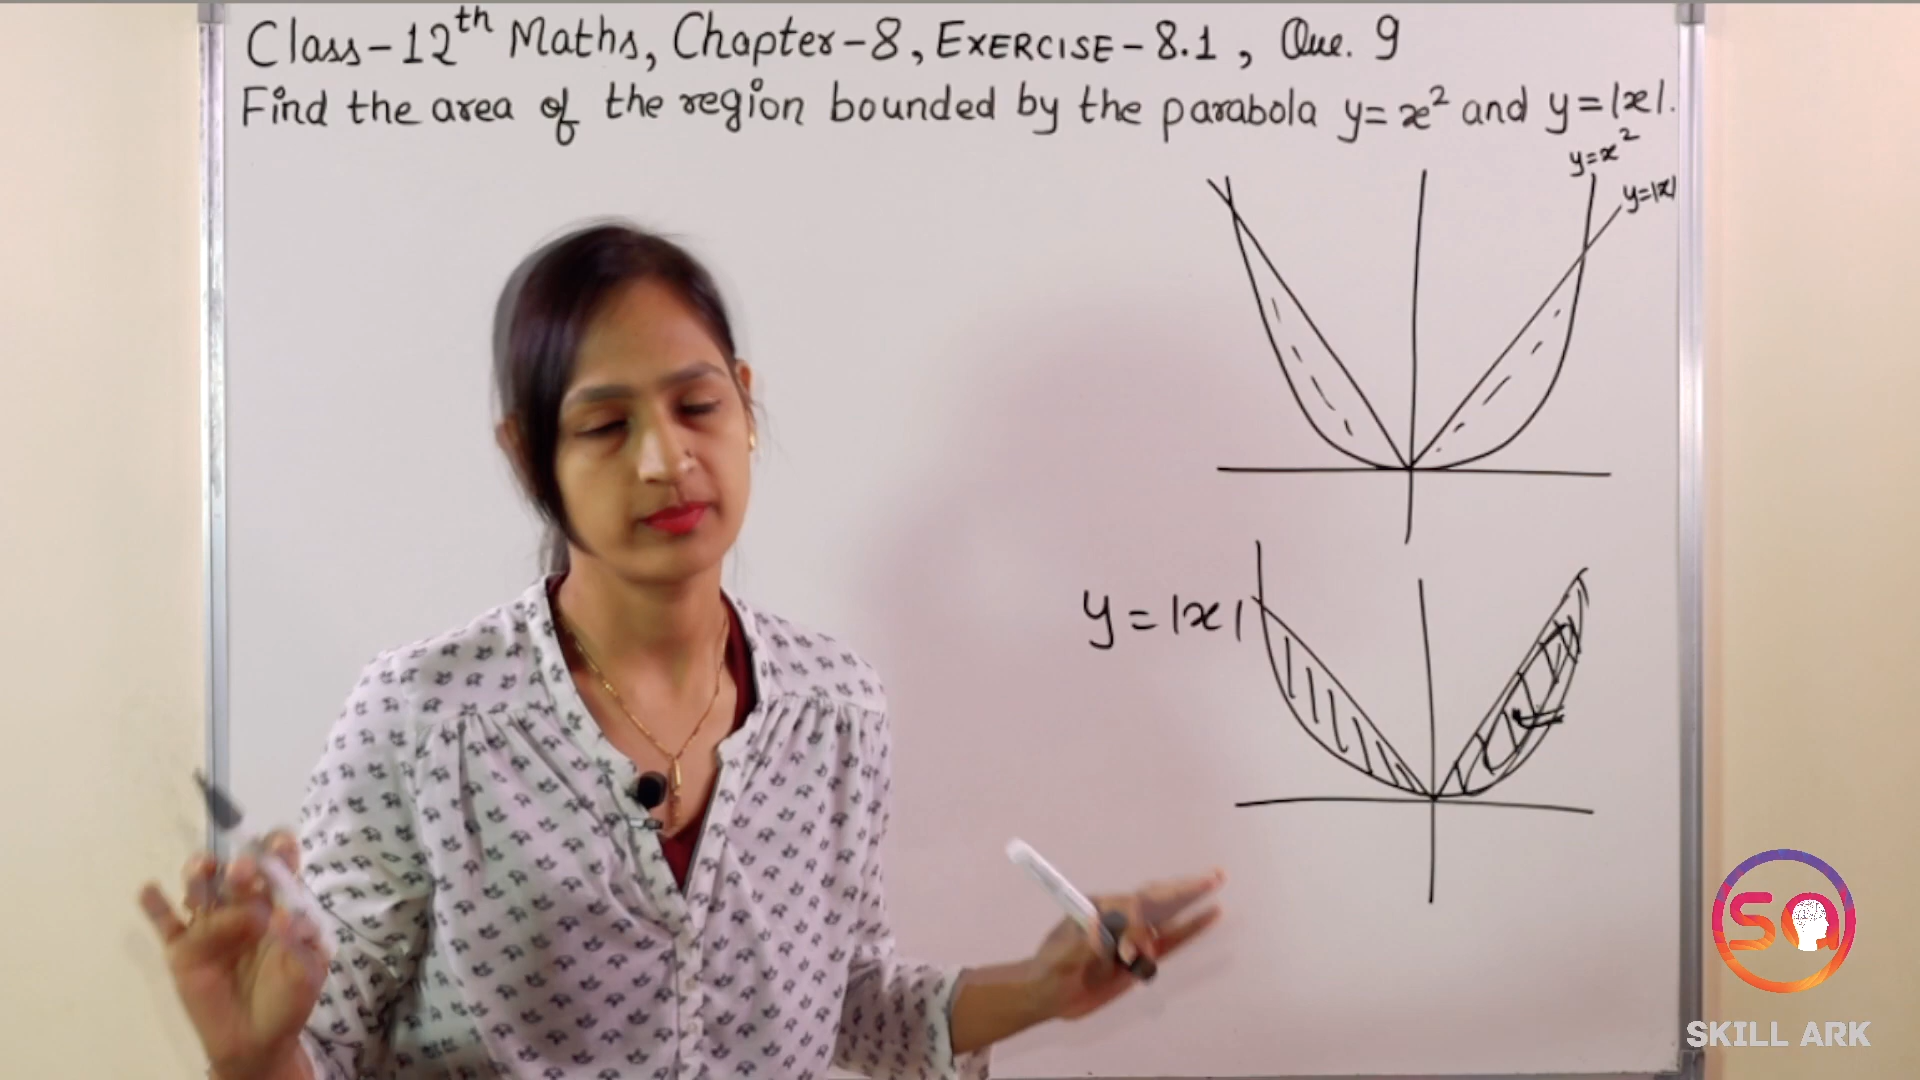 Class-12th Maths, Chapter-8, EXERCISE-8.1, Que. 9
Find the area of the region bounded by the parabola y=x² and y=|x|.
y=x²
y=|x|
y=|x|
SA
SKILL ARK